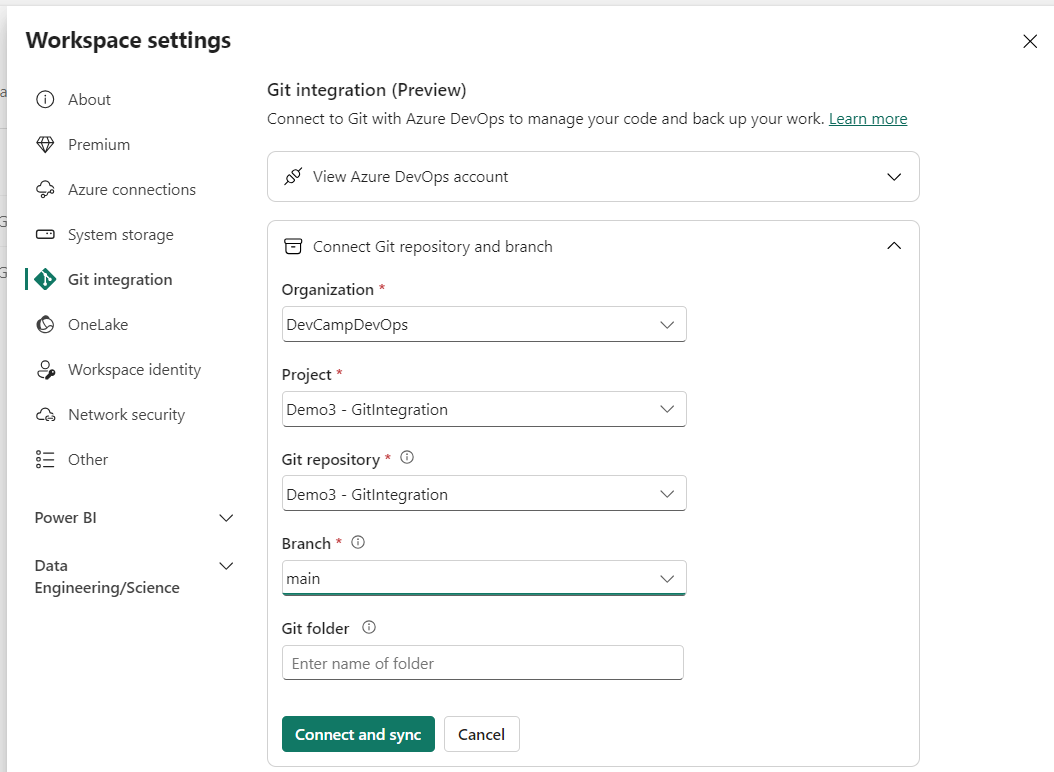 Workspace settings
About
Premium
Azure connections
System storage
Git integration
OneLake
Workspace identity
Network security
Other
Power BI
Data
Engineering/Science
Git integration (Preview)
Connect to Git with Azure DevOps to manage your code and back up your work. Learn more
View Azure DevOps account
Connect Git repository and branch
Organization *
DevCampDevOps
Project *
Demo3 - GitIntegration
Git repository *
Demo3 - GitIntegration
Branch *
main
Git folder
Enter name of folder
Connect and sync
Cancel